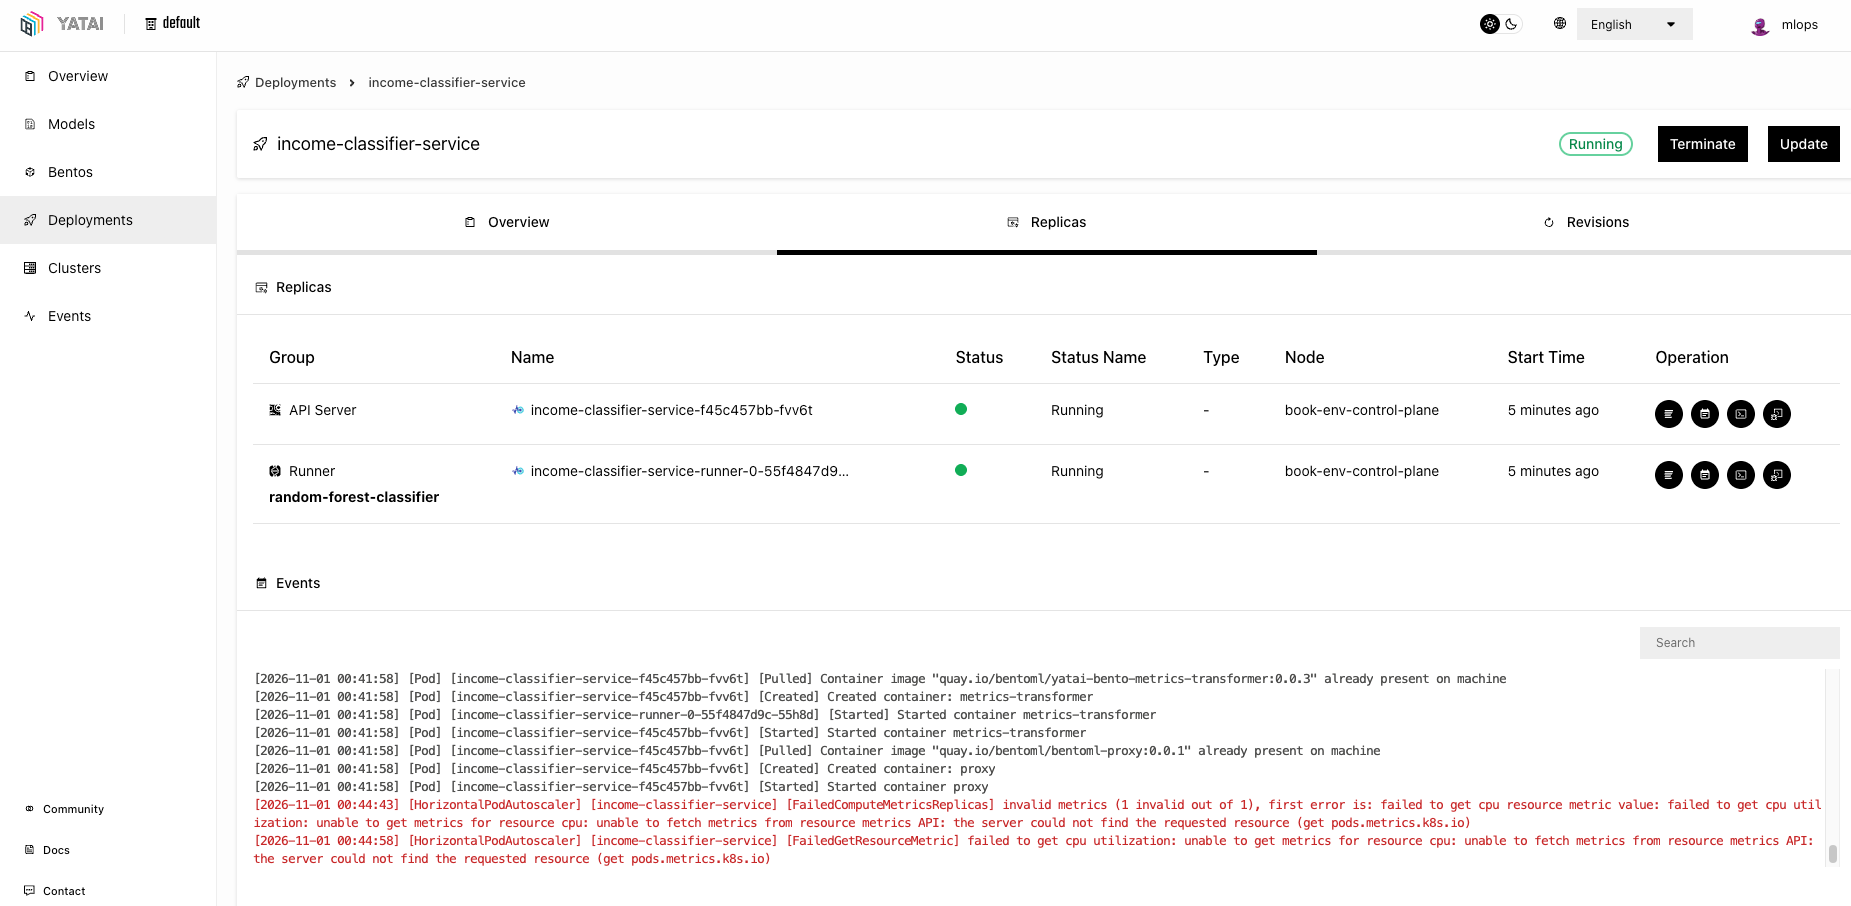 YATAI
default
English
mlops
Overview
Models
Bentos
Deployments
Clusters
Events
Community
Docs
Contact
Deployments > income-classifier-service
income-classifier-service
Running
Terminate
Update
Overview
Replicas
Revisions
Replicas
Group Name Status Status Name Type Node Start Time Operation
API Server income-classifier-service-f45c457bb-fvv6t Running - book-env-control-plane 5 minutes ago
Runner income-classifier-service-runner-0-55f4847d9... Running - book-env-control-plane 5 minutes ago
random-forest-classifier
Events
Search
[2026-11-01 00:41:58] [Pod] [income-classifier-service-f45c457bb-fvv6t] [Pulled] Container image "quay.io/bentoml/yatai-bento-metrics-transformer:0.0.3" already present on machine
[2026-11-01 00:41:58] [Pod] [income-classifier-service-f45c457bb-fvv6t] [Created] Created container: metrics-transformer
[2026-11-01 00:41:58] [Pod] [income-classifier-service-runner-0-55f4847d9c-55h8d] [Started] Started container metrics-transformer
[2026-11-01 00:41:58] [Pod] [income-classifier-service-f45c457bb-fvv6t] [Started] Started container metrics-transformer
[2026-11-01 00:41:58] [Pod] [income-classifier-service-f45c457bb-fvv6t] [Pulled] Container image "quay.io/bentoml/bentoml-proxy:0.0.1" already present on machine
[2026-11-01 00:41:58] [Pod] [income-classifier-service-f45c457bb-fvv6t] [Created] Created container: proxy
[2026-11-01 00:41:58] [Pod] [income-classifier-service-f45c457bb-fvv6t] [Started] Started container proxy
[2026-11-01 00:44:43] [HorizontalPodAutoscaler] [income-classifier-service] [FailedComputeMetricsReplicas] invalid metrics (1 invalid out of 1), first error is: failed to get cpu resource metric value: failed to get cpu util
ization: unable to get metrics for resource cpu: unable to fetch metrics from resource metrics API: the server could not find the requested resource (get pods.metrics.k8s.io)
[2026-11-01 00:44:58] [HorizontalPodAutoscaler] [income-classifier-service] [FailedGetResourceMetric] failed to get cpu utilization: unable to get metrics for resource cpu: unable to fetch metrics from resource metrics API:
the server could not find the requested resource (get pods.metrics.k8s.io)